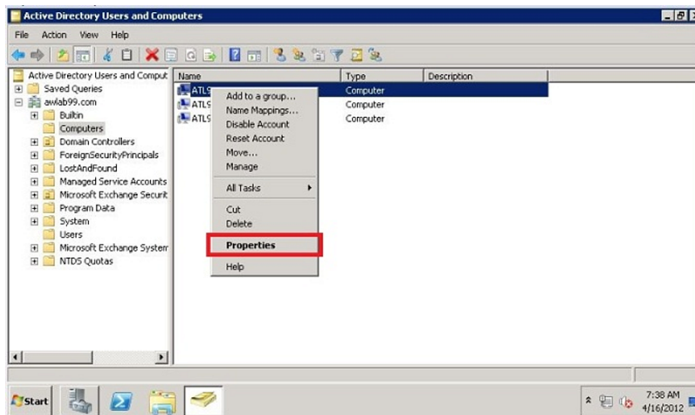 Active Directory Users and Computers
File Action View Help
Active Directory Users and Comput
Saved Queries
awlab99.com
Builtin
Computers
Domain Controllers
ForeignSecurityPrincipals
LostAndFound
Managed Service Accounts
Microsoft Exchange Securit
Program Data
System
Users
Microsoft Exchange System
NTDS Quotas
Name Type Description
ATLS Computer
ATLS Computer
ATLS Computer
Add to a group...
Name Mappings...
Disable Account
Reset Account
Move...
Manage
All Tasks
Cut
Delete
Properties
Help
Start
7:38 AM
4/16/2012